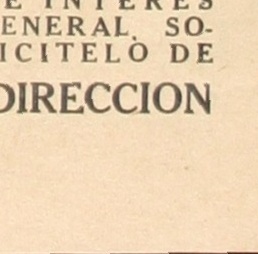 E INTERES
ENERAL, SO-
ICITELO DE
DIRECCION